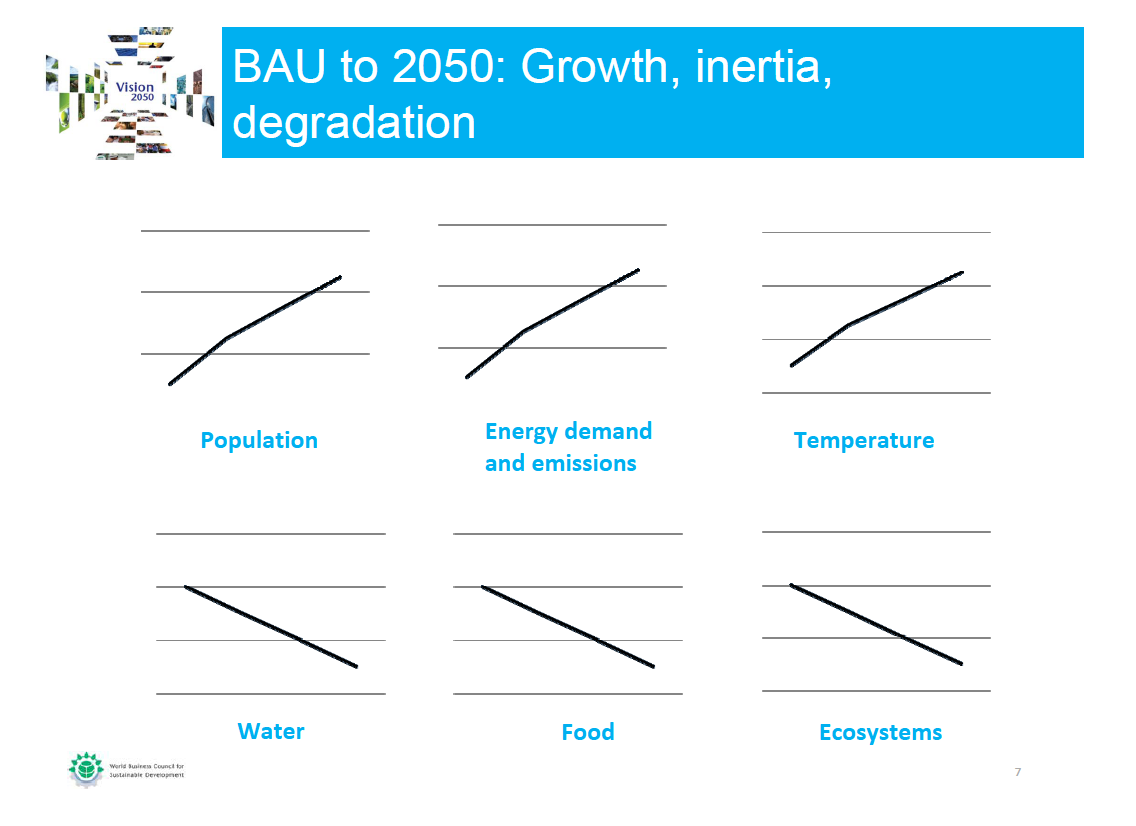 Vision
2050
BAU to 2050: Growth, inertia,
degradation
Population
Energy demand
and emissions
Temperature
Water
Food
Ecosystems
World Business Council for
Sustainable Development
7